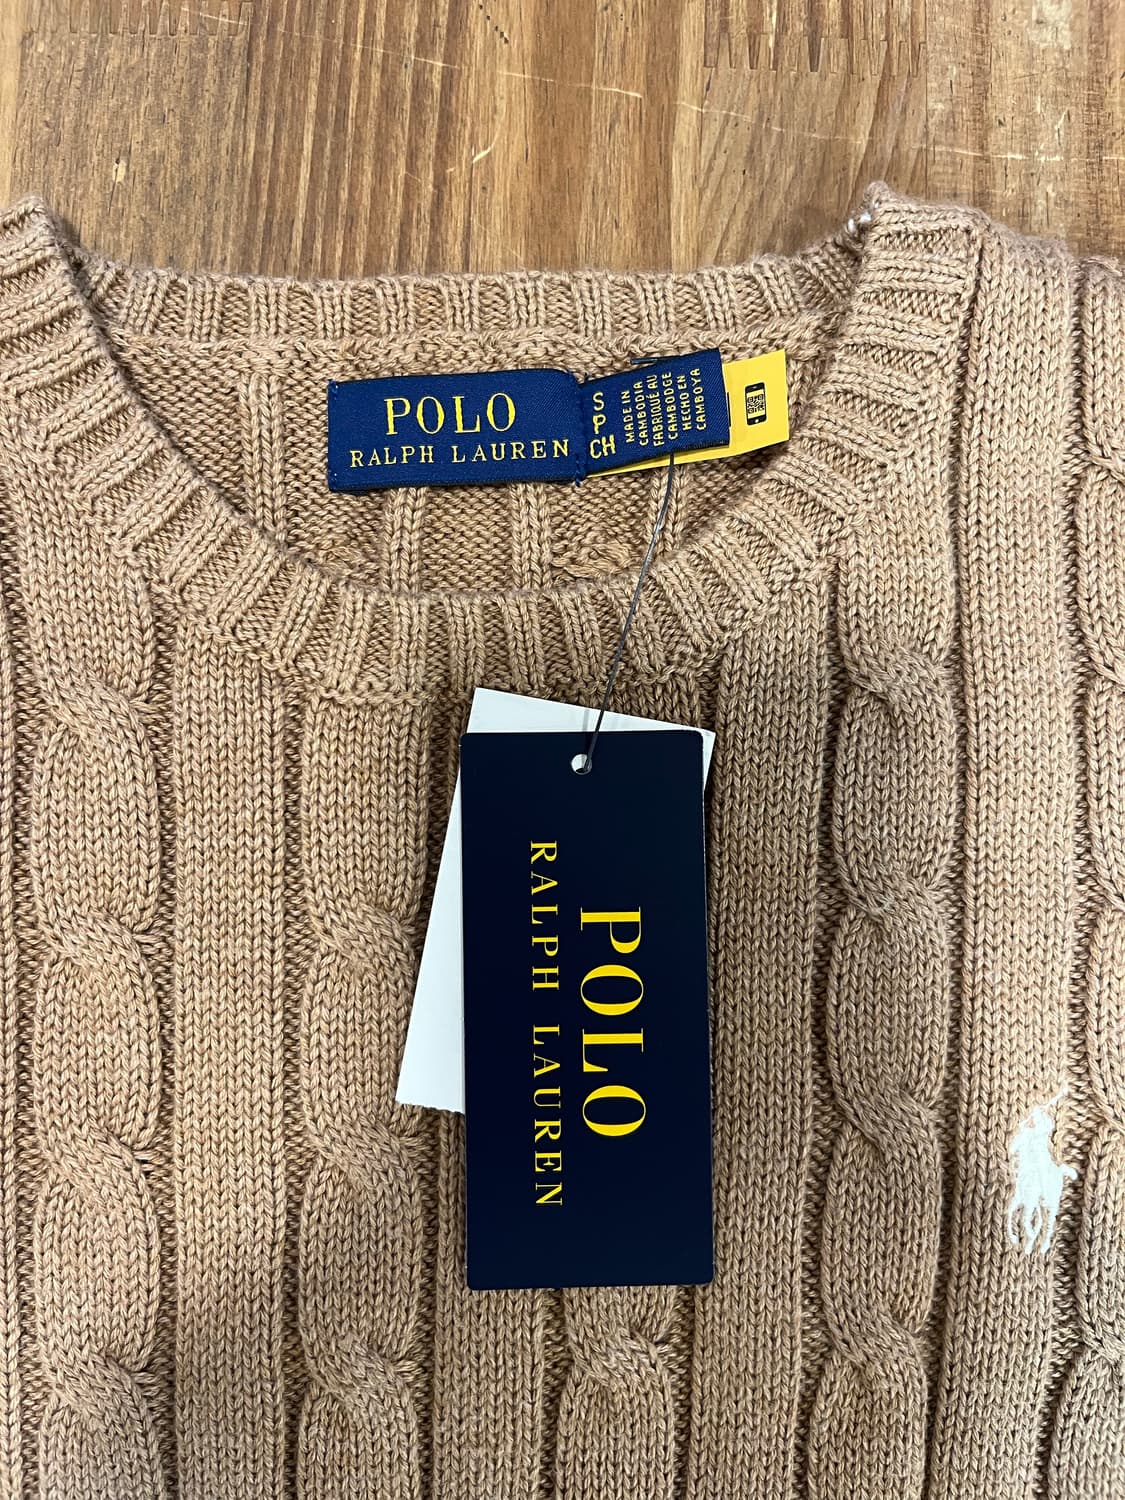 POLO
RALPH LAUREN
S
P
CH
MADE IN
CAMBODIA
FABRIQUÉ AU
CAMBODGE
HECHO EN
CAMBOYA
POLO
RALPH LAUREN